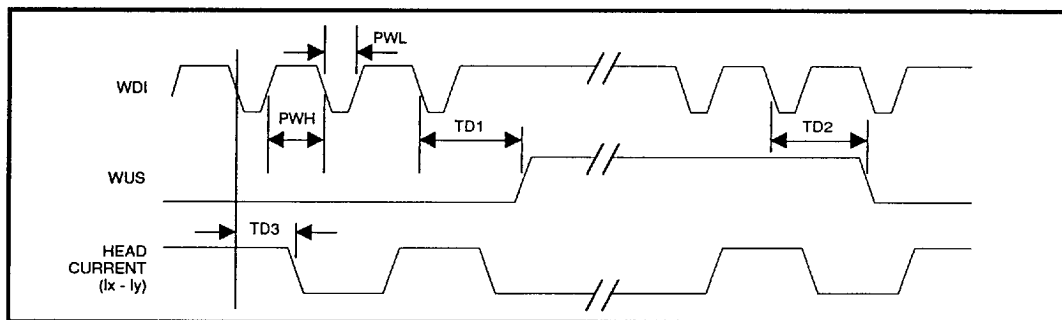 PWL
WDI
PWH
TD1
TD2
WUS
TD3
HEAD
CURRENT
(Ix - Iy)